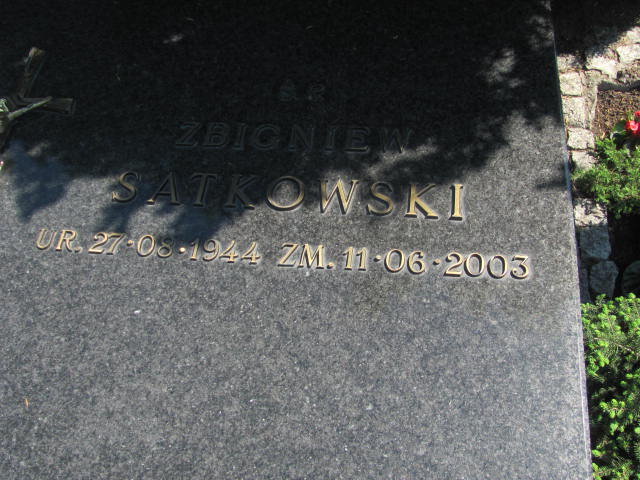 Ś.P.
ZBIGNIEW
SATKOWSKI
UR. 27·08·1944 ZM. 11·06·2003